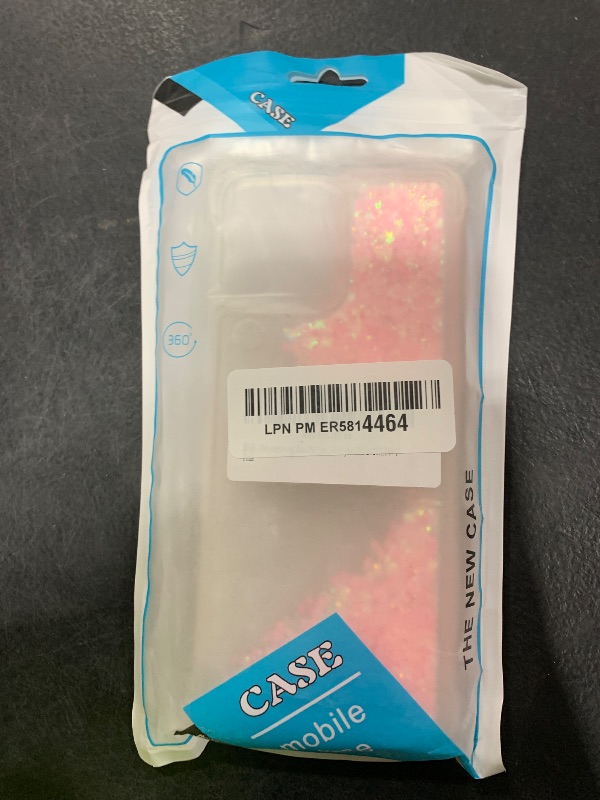 CASE
360°
LPN PM ER5814464
THE NEW CASE
CASE
mobile